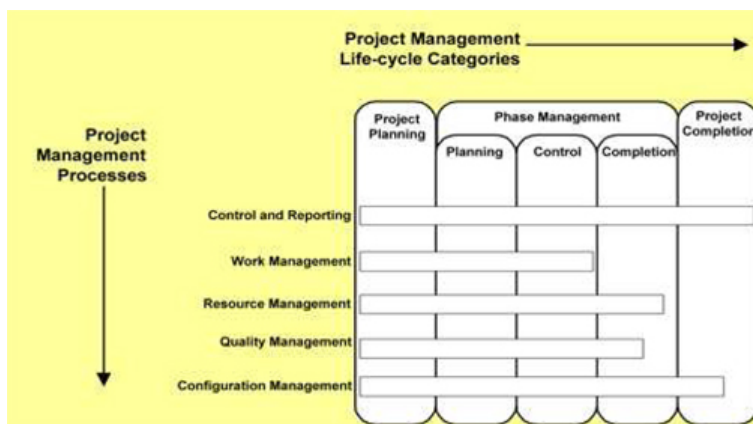 Project Management
Life-cycle Categories
Project
Management
Processes
Project
Planning
Phase Management
Project
Completion
Planning
Control
Completion
Control and Reporting
Work Management
Resource Management
Quality Management
Configuration Management